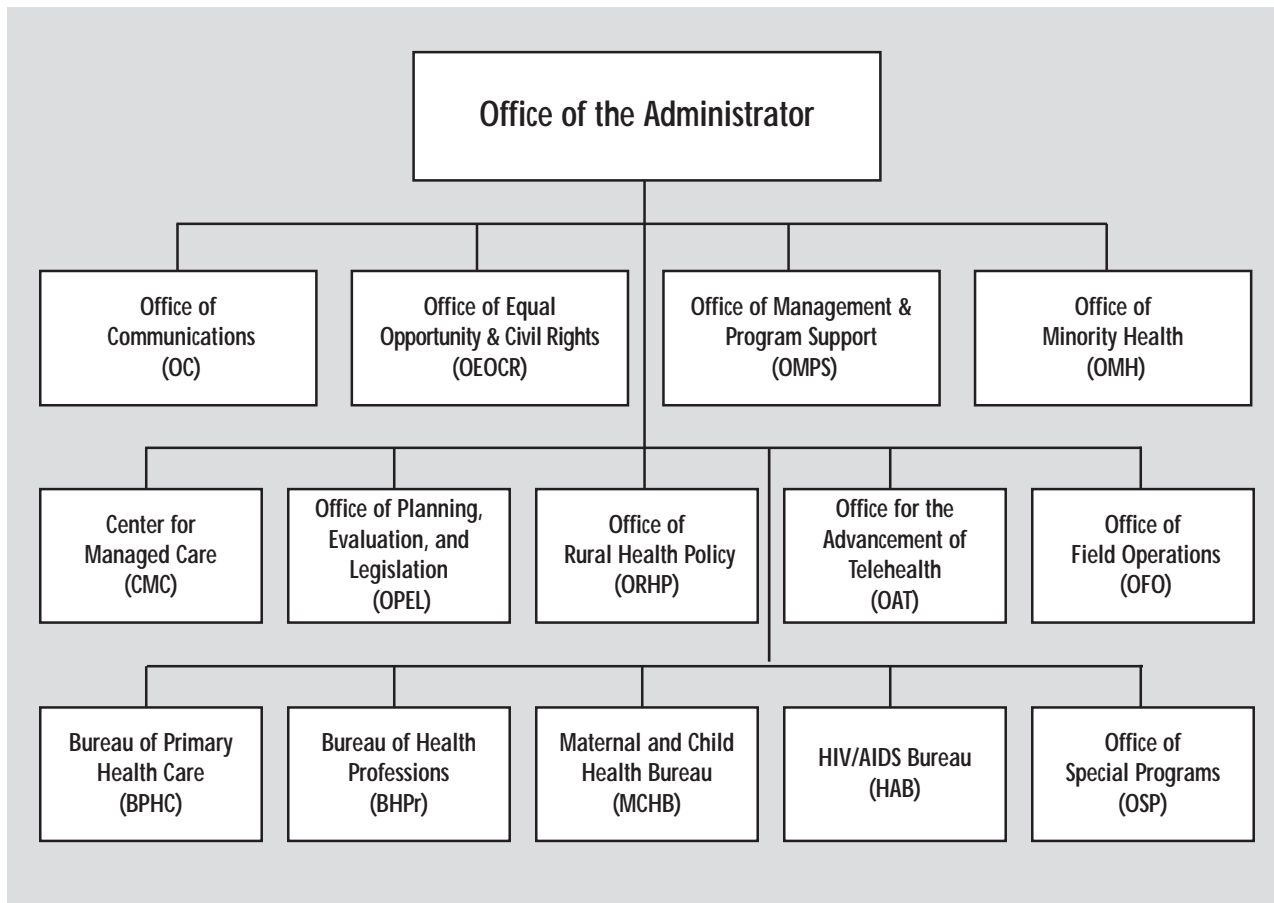 Office of the Administrator
Office of
Communications
(OC)
Office of Equal
Opportunity & Civil Rights
(OEOCR)
Office of Management &
Program Support
(OMPS)
Office of
Minority Health
(OMH)
Center for
Managed Care
(CMC)
Office of Planning,
Evaluation, and
Legislation
(OPEL)
Office of
Rural Health Policy
(ORHP)
Office for the
Advancement of
Telehealth
(OAT)
Office of
Field Operations
(OFO)
Bureau of Primary
Health Care
(BPHC)
Bureau of Health
Professions
(BHPr)
Maternal and Child
Health Bureau
(MCHB)
HIV/AIDS Bureau
(HAB)
Office of
Special Programs
(OSP)